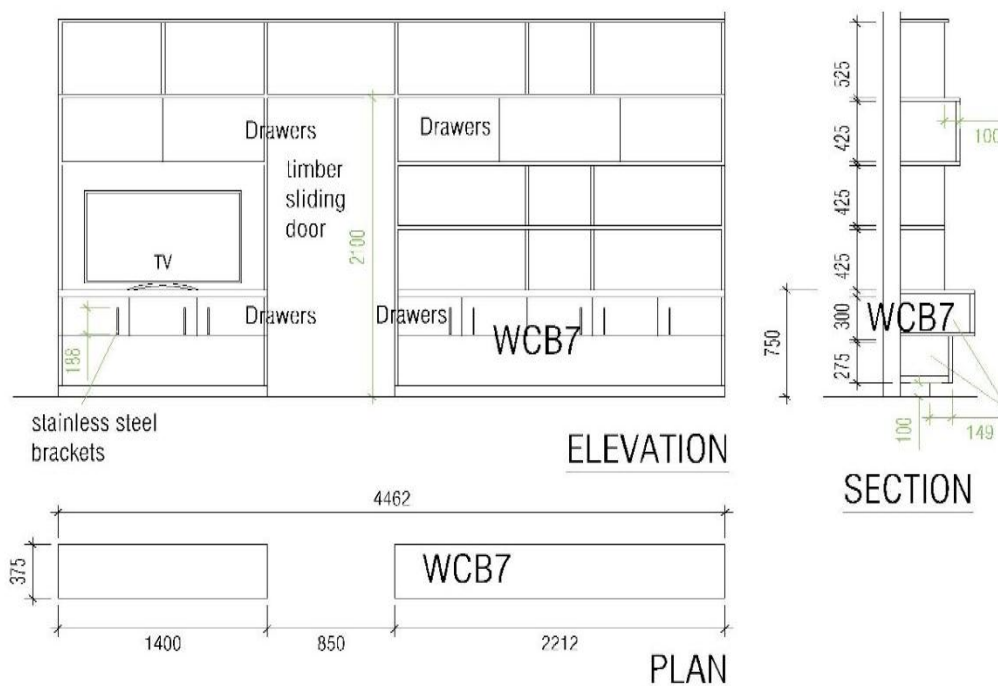 Drawers
Drawers
timber
sliding
door
2100
TV
Drawers
Drawers
WCB7
188
stainless steel
brackets
ELEVATION
525
425
100
425
425
750
300
WCB7
275
100
149
SECTION
4462
375
WCB7
1400
850
2212
PLAN